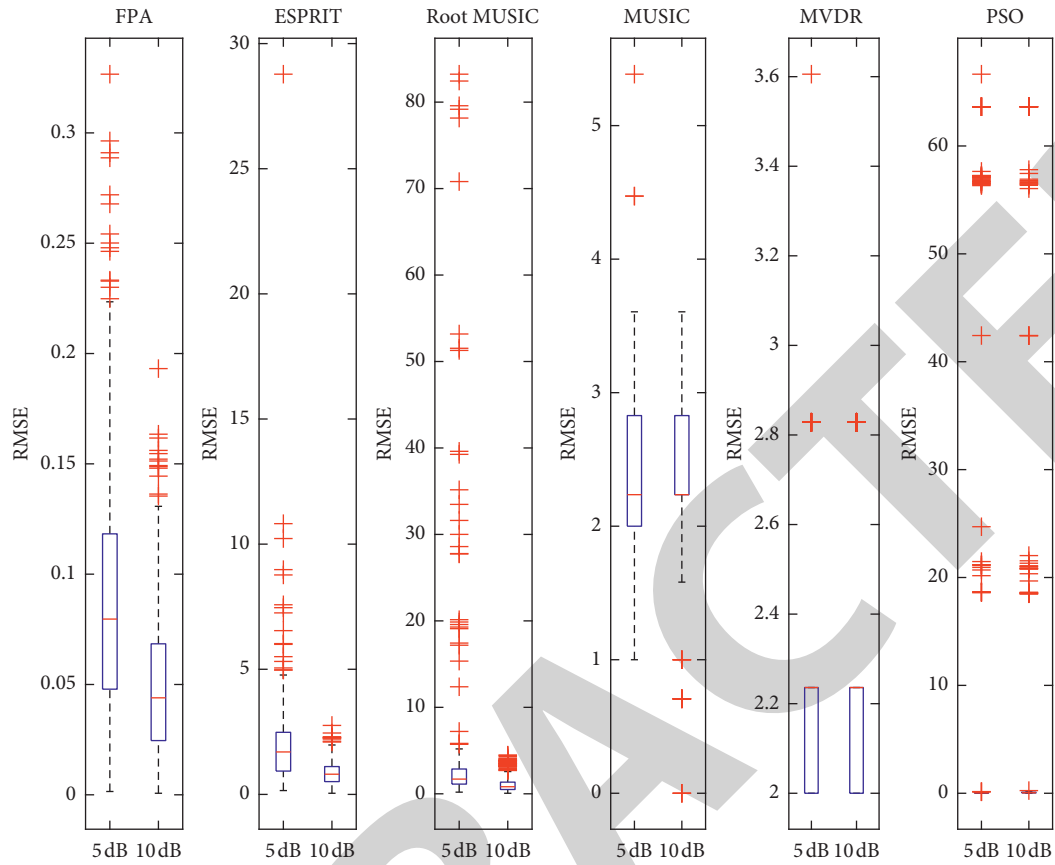 FPA
RMSE
0.3
0.25
0.2
0.15
0.1
0.05
0
5 dB 10 dB
ESPRIT
RMSE
30
25
20
15
10
5
0
5 dB 10 dB
Root MUSIC
RMSE
80
70
60
50
40
30
20
10
0
5 dB 10 dB
MUSIC
RMSE
5
4
3
2
1
0
5 dB 10 dB
MVDR
RMSE
3.6
3.4
3.2
3
2.8
2.6
2.4
2.2
2
5 dB 10 dB
PSO
RMSE
60
50
40
30
20
10
0
5 dB 10 dB
RACTE